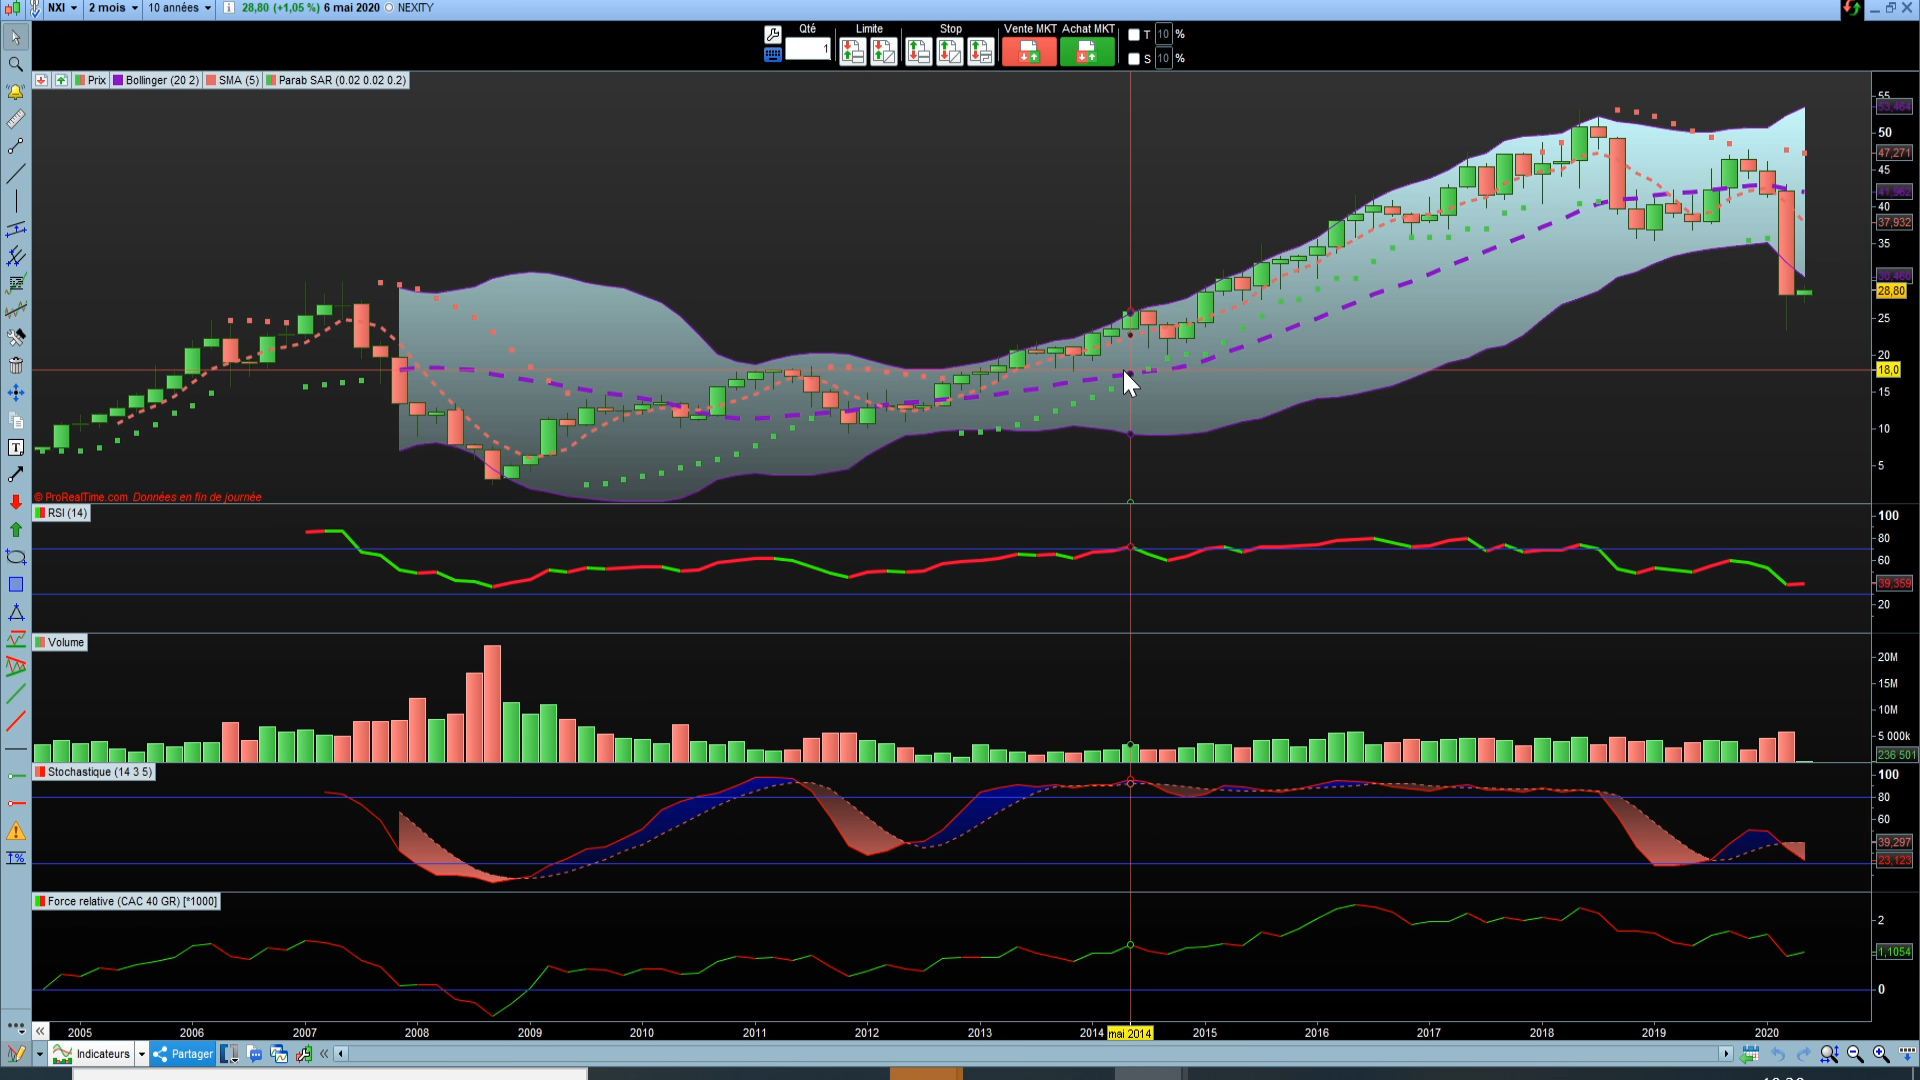 NXI 2 mois 10 années 28,80 (+1,05 %) 6 mai 2020 NEXITY
Qté Limite Stop Vente MKT Achat MKT T 10 %
1 S 10 %
Prix Bollinger (20 2) SMA (5) Parab SAR (0.02 0.02 0.2)
55
53,464
50
47,271
45
41,962
40
37,932
35
30,460
28,80
25
20
18,0
15
10
5
© ProRealTime.com Données en fin de journée
RSI (14)
100
80
60
39,359
20
Volume
20M
15M
10M
5 000k
236 501
Stochastique (14 3 5)
100
80
60
39,297
23,123
Force relative (CAC 40 GR) [*1000]
2
1,1054
0
2005 2006 2007 2008 2009 2010 2011 2012 2013 2014 mai 2014 2015 2016 2017 2018 2019 2020
Indicateurs Partager